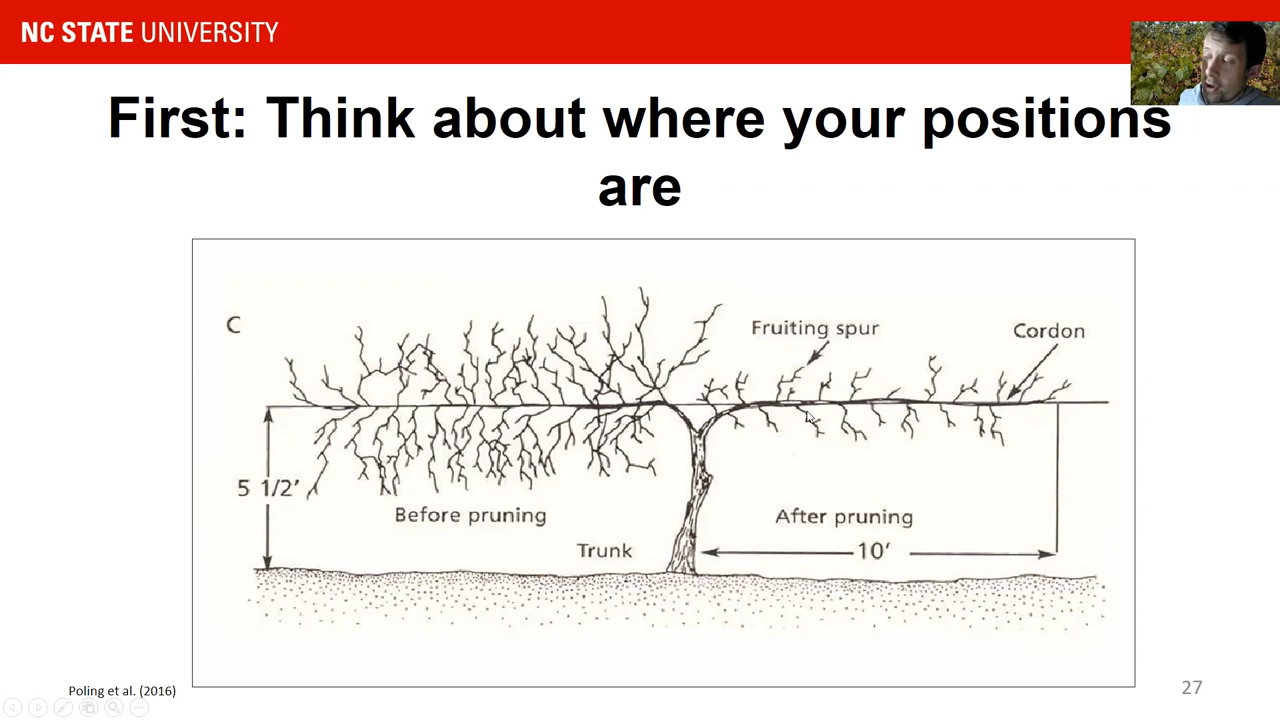 NC STATE UNIVERSITY
First: Think about where your positions
are
C
Fruiting spur
Cordon
5 1/2'
Before pruning
After pruning
Trunk
10'
Poling et al. (2016)
27